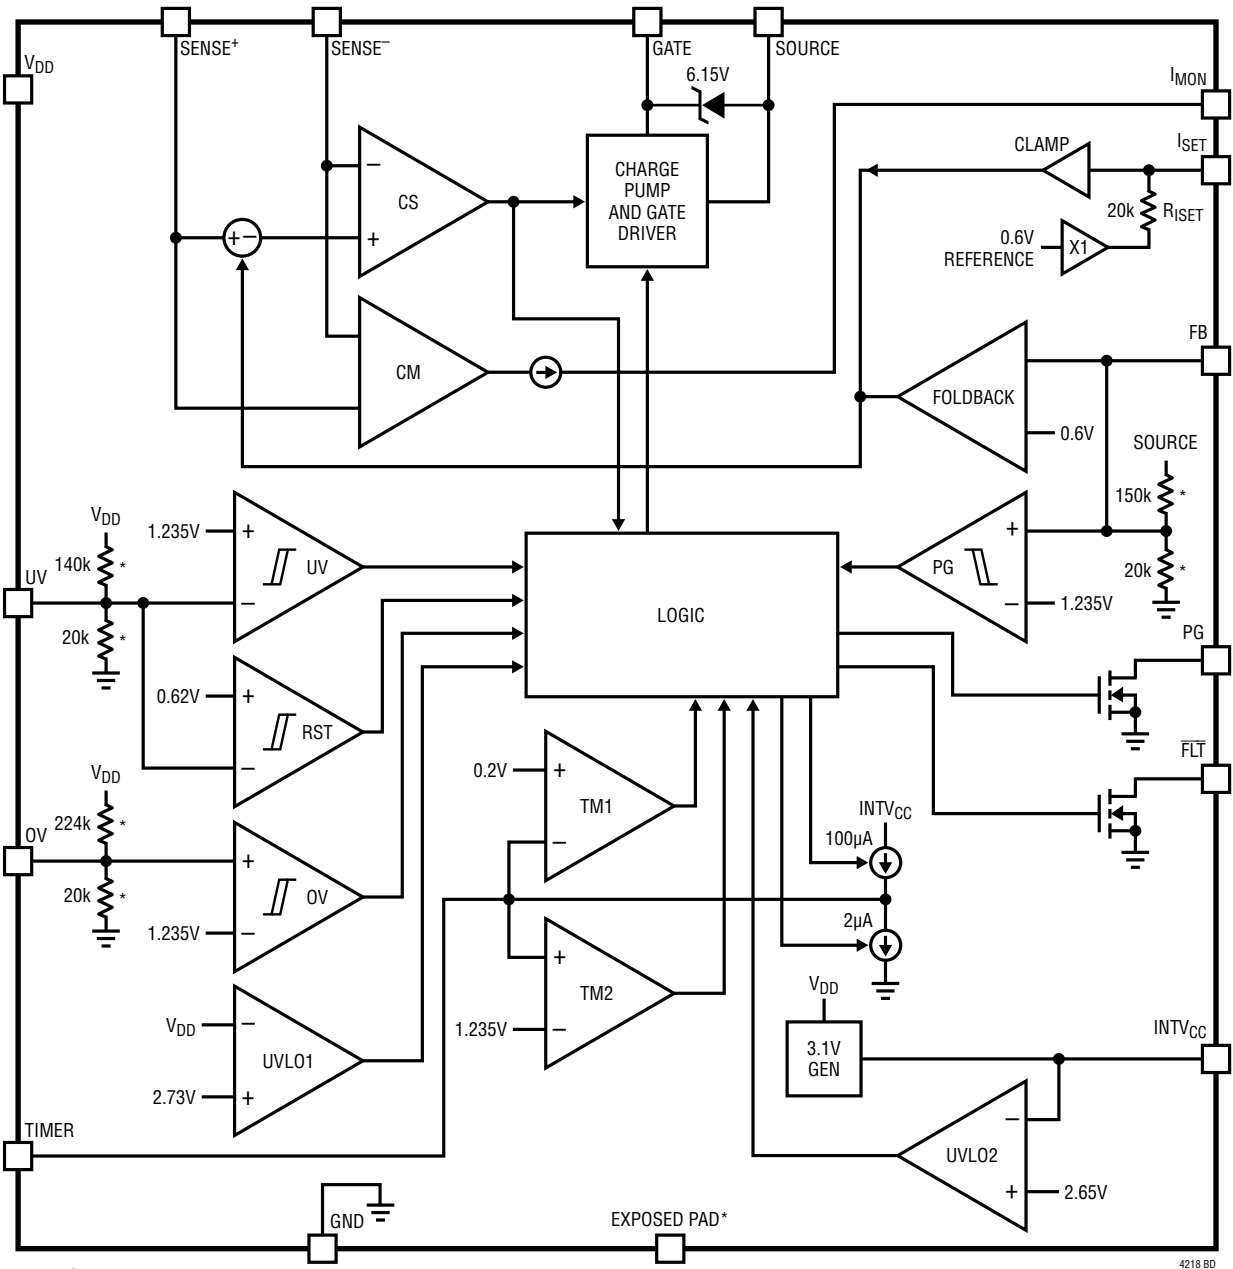 SENSE+
SENSE–
GATE
SOURCE
VDD
6.15V
IMON
CHARGE
PUMP
AND GATE
DRIVER
CLAMP
ISET
CS
–
+
+–
20k
RISET
0.6V
REFERENCE
X1
CM
FB
FOLDBACK
0.6V
SOURCE
150k *
20k *
VDD
1.235V
+
140k *
UV
UV
–
20k *
LOGIC
PG
+
–
1.235V
PG
0.62V
+
RST
–
FLT
VDD
224k *
OV
+
OV
20k *
1.235V
–
0.2V
+
TM1
–
INTVCC
100µA
2µA
+
TM2
1.235V
–
VDD
–
UVLO1
2.73V
+
VDD
3.1V
GEN
INTVCC
–
UVLO2
+
2.65V
TIMER
GND
EXPOSED PAD*
4218 BD